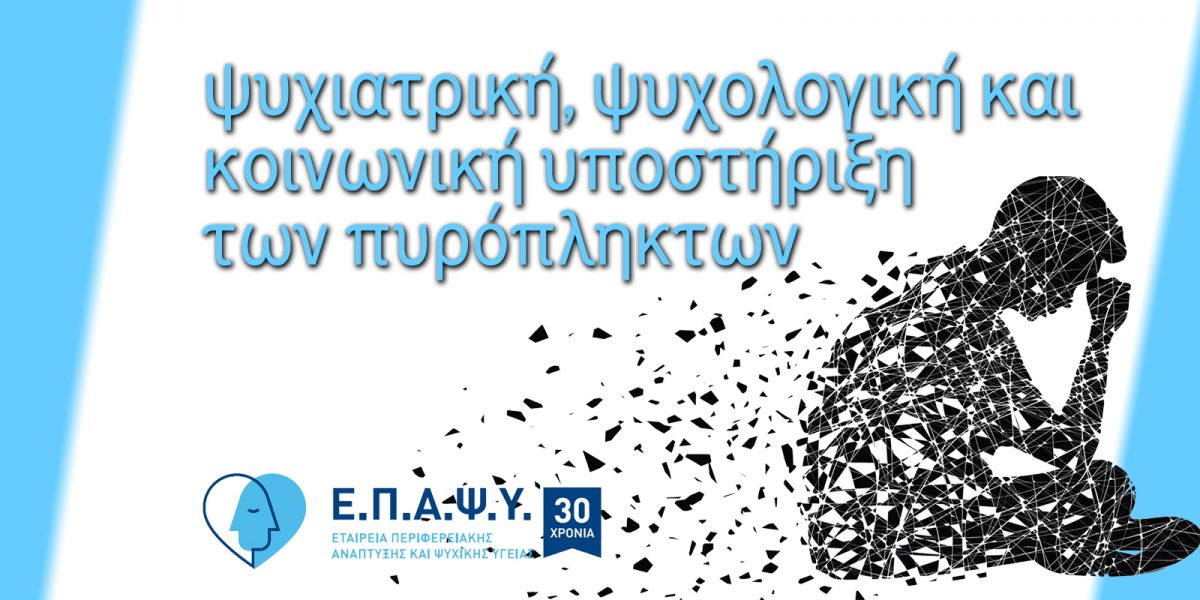 ψυχιατρική, ψυχολογική και
κοινωνική υποστήριξη
των πυρόπληκτων
Ε.Π.Α.Ψ.Υ.
ΕΤΑΙΡΕΙΑ ΠΕΡΙΦΕΡΕΙΑΚΗΣ
ΑΝΑΠΤΥΞΗΣ ΚΑΙ ΨΥΧΙΚΗΣ ΥΓΕΙΑΣ
30
ΧΡΟΝΙΑ